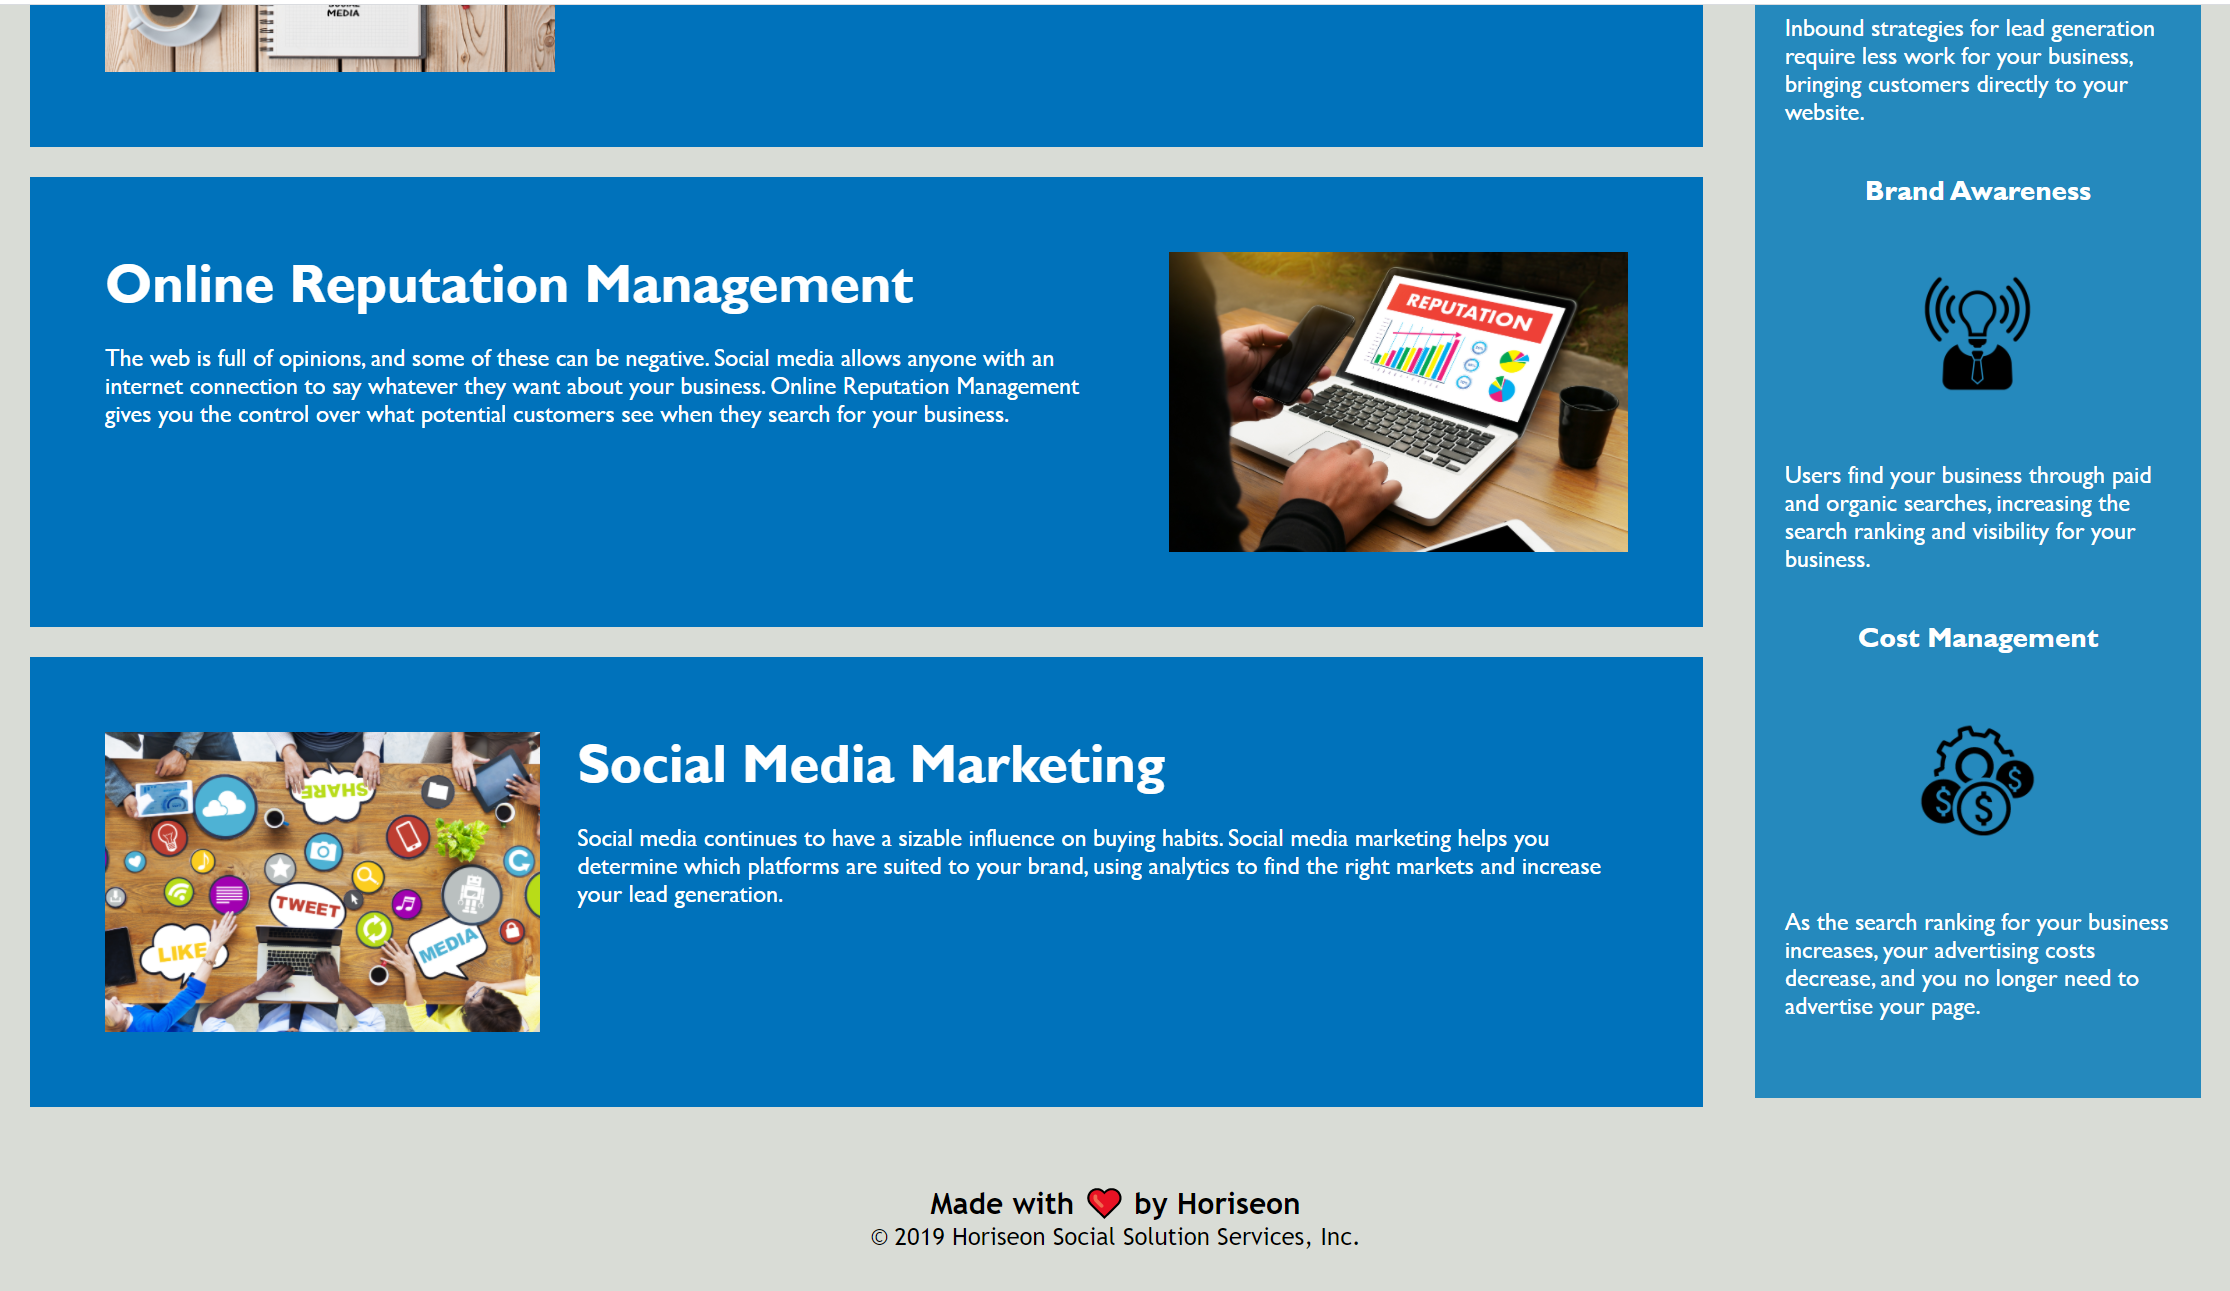 MEDIA
Online Reputation Management
The web is full of opinions, and some of these can be negative. Social media allows anyone with an
internet connection to say whatever they want about your business. Online Reputation Management
gives you the control over what potential customers see when they search for your business.
REPUTATION
SHARE
TWEET
LIKE
MEDIA
Social Media Marketing
Social media continues to have a sizable influence on buying habits. Social media marketing helps you
determine which platforms are suited to your brand, using analytics to find the right markets and increase
your lead generation.
Inbound strategies for lead generation
require less work for your business,
bringing customers directly to your
website.
Brand Awareness
Users find your business through paid
and organic searches, increasing the
search ranking and visibility for your
business.
Cost Management
$
$
$
As the search ranking for your business
increases, your advertising costs
decrease, and you no longer need to
advertise your page.
Made with ❤ by Horiseon
© 2019 Horiseon Social Solution Services, Inc.